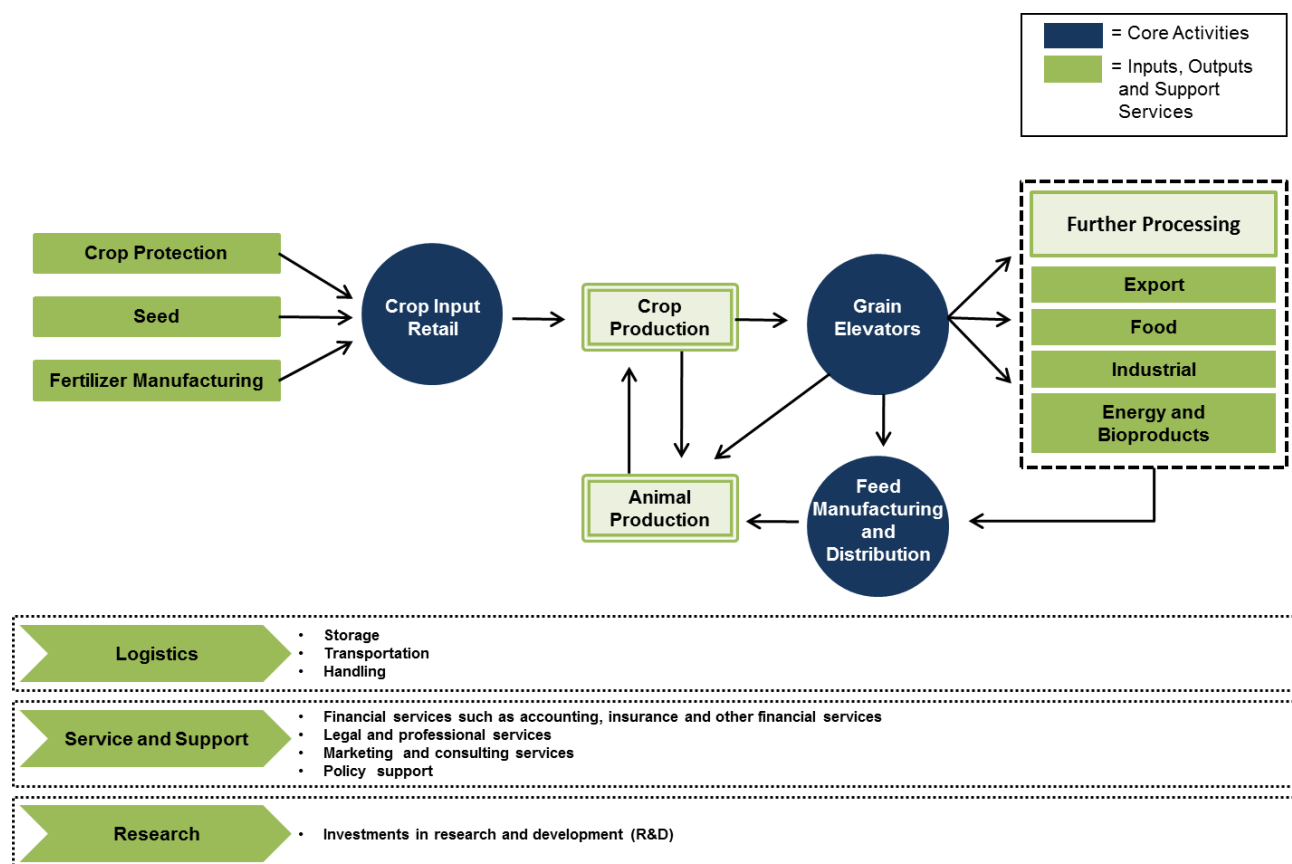 = Core Activities
= Inputs, Outputs
and Support
Services
Crop Protection
Seed
Fertilizer Manufacturing
Crop Input
Retail
Crop
Production
Animal
Production
Grain
Elevators
Feed
Manufacturing
and
Distribution
Further Processing
Export
Food
Industrial
Energy and
Bioproducts
Logistics
• Storage
• Transportation
• Handling
Service and Support
• Financial services such as accounting, insurance and other financial services
• Legal and professional services
• Marketing and consulting services
• Policy support
Research
• Investments in research and development (R&D)